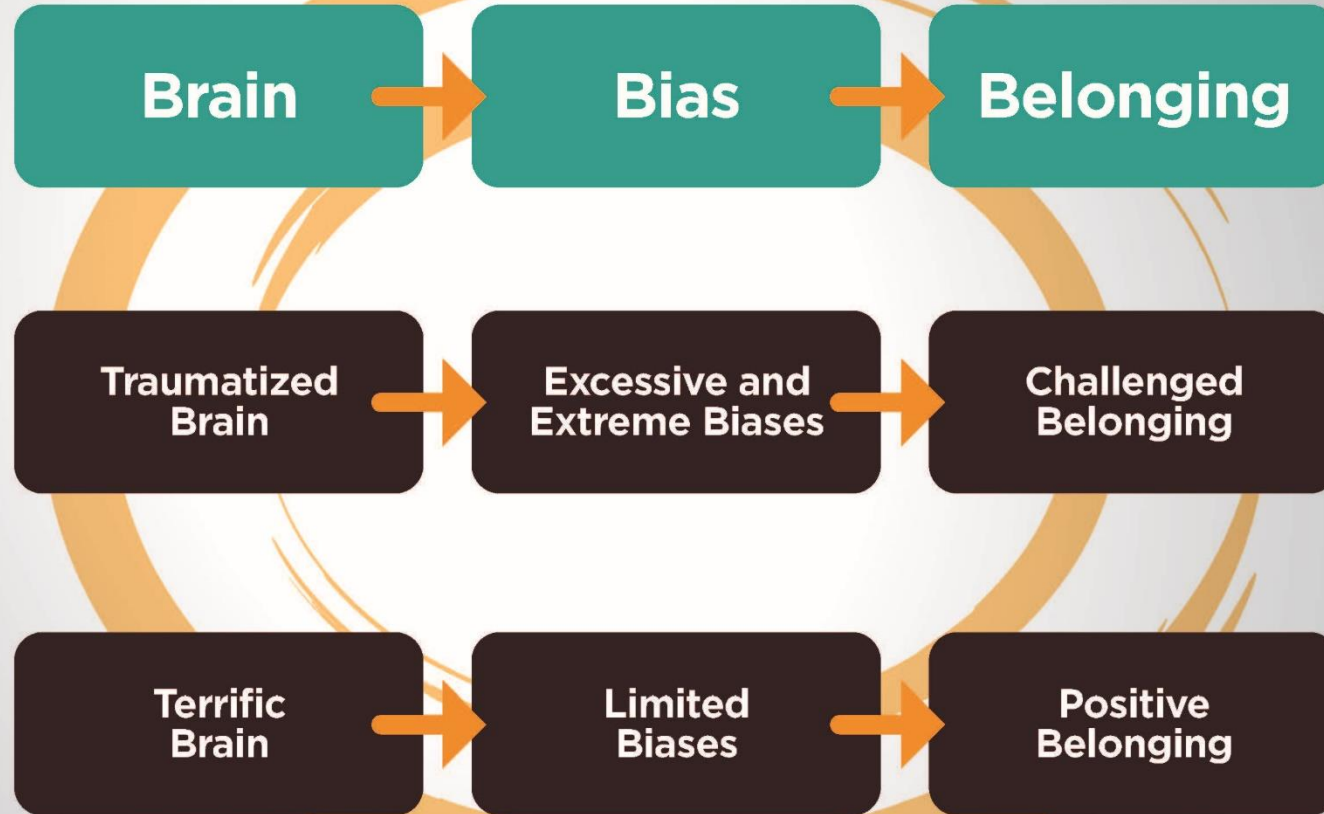 Brain
Bias
Belonging
Traumatized
Brain
Excessive and
Extreme Biases
Challenged
Belonging
Terrific
Brain
Limited
Biases
Positive
Belonging